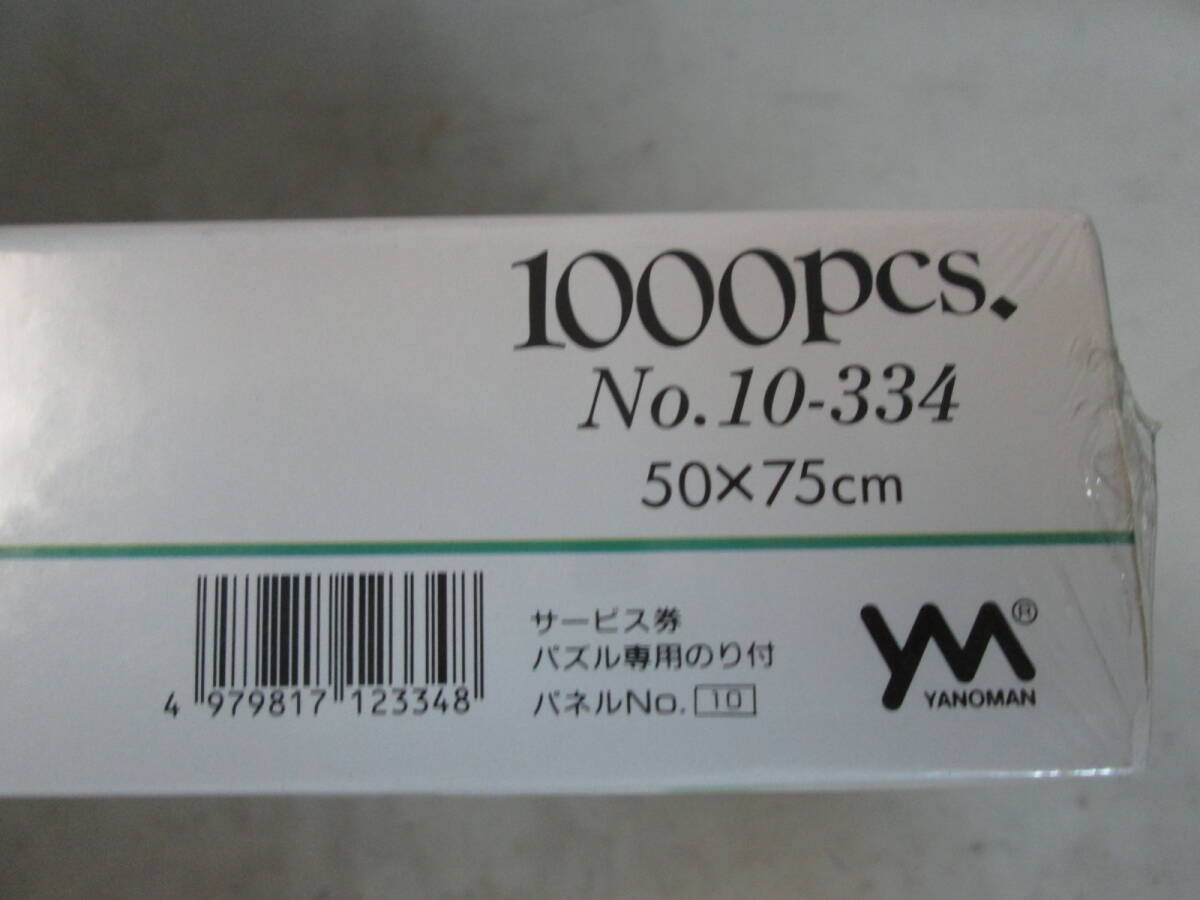 1000pcs.
No.10-334
50×75cm
サービス券
パズル専用のり付
パネルNo. 10
4 979817 123348
YM®
YANOMAN